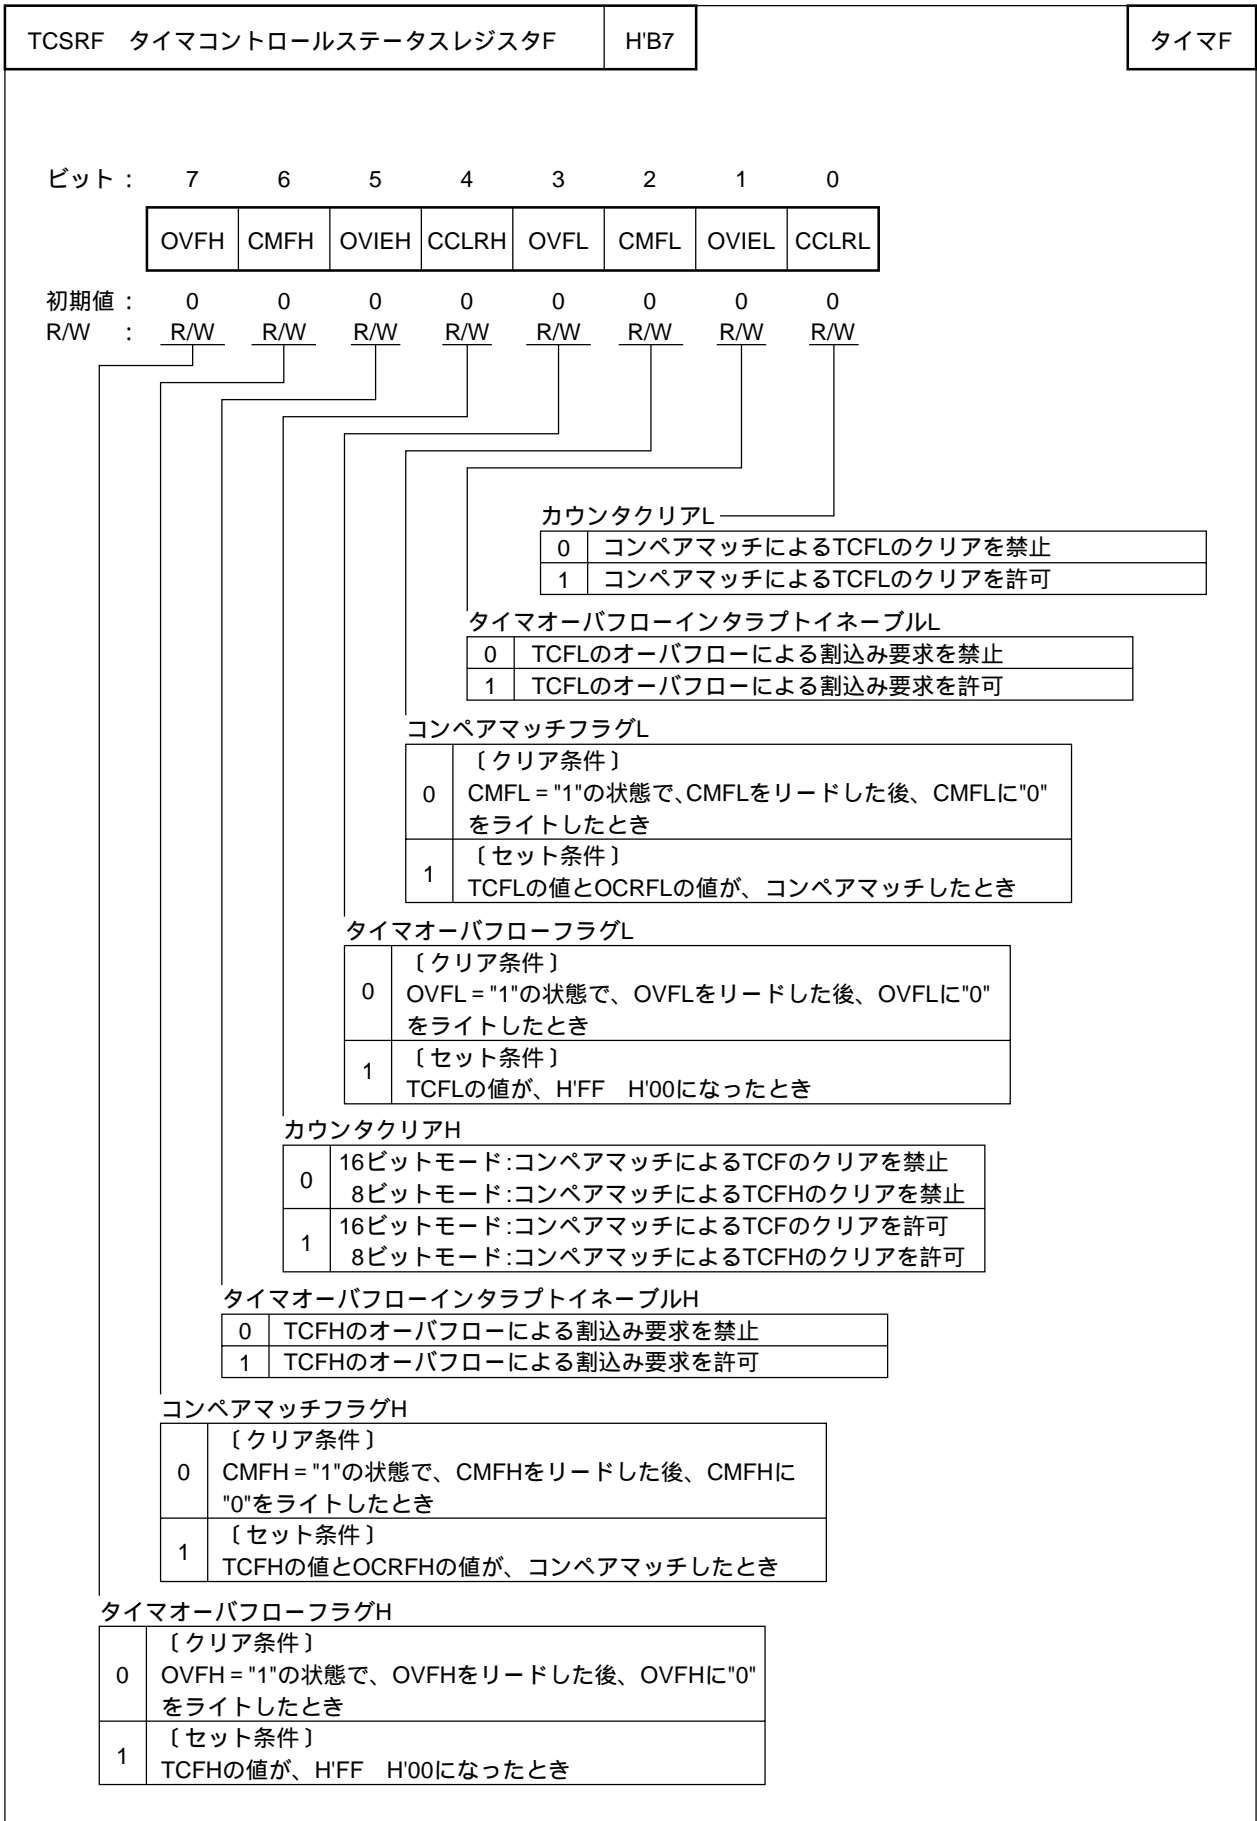 TCSRF　タイマコントロールステータスレジスタF　H'B7　タイマF
ビット： 7 6 5 4 3 2 1 0
OVFH CMFH OVIEH CCLRH OVFL CMFL OVIEL CCLRL
初期値： 0 0 0 0 0 0 0 0
R/W ： R/W R/W R/W R/W R/W R/W R/W R/W
カウンタクリアL
0 コンペアマッチによるTCFLのクリアを禁止
1 コンペアマッチによるTCFLのクリアを許可
タイマオーバフローインタラプトイネーブルL
0 TCFLのオーバフローによる割込み要求を禁止
1 TCFLのオーバフローによる割込み要求を許可
コンペアマッチフラグL
〔クリア条件〕
0 CMFL＝"1"の状態で、CMFLをリードした後、CMFLに"0"
をライトしたとき
〔セット条件〕
1 TCFLの値とOCRFLの値が、コンペアマッチしたとき
タイマオーバフローフラグL
〔クリア条件〕
0 OVFL＝"1"の状態で、OVFLをリードした後、OVFLに"0"
をライトしたとき
〔セット条件〕
1 TCFLの値が、H'FF　H'00になったとき
カウンタクリアH
0 16ビットモード：コンペアマッチによるTCFのクリアを禁止
8ビットモード：コンペアマッチによるTCFHのクリアを禁止
1 16ビットモード：コンペアマッチによるTCFのクリアを許可
8ビットモード：コンペアマッチによるTCFHのクリアを許可
タイマオーバフローインタラプトイネーブルH
0 TCFHのオーバフローによる割込み要求を禁止
1 TCFHのオーバフローによる割込み要求を許可
コンペアマッチフラグH
〔クリア条件〕
0 CMFH＝"1"の状態で、CMFHをリードした後、CMFHに
"0"をライトしたとき
〔セット条件〕
1 TCFHの値とOCRFHの値が、コンペアマッチしたとき
タイマオーバフローフラグH
〔クリア条件〕
0 OVFH＝"1"の状態で、OVFHをリードした後、OVFHに"0"
をライトしたとき
〔セット条件〕
1 TCFHの値が、H'FF　H'00になったとき